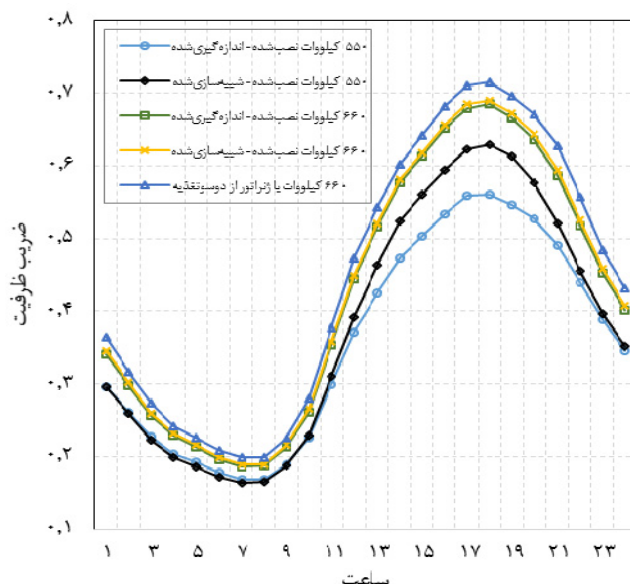 ۰٫۸
۰٫۷
۰٫۶
۰٫۵
۰٫۴
۰٫۳
۰٫۲
۰٫۱
ضریب ظرفیت
۵۵۰ کیلووات نصب‌شده - اندازه‌گیری‌شده
۵۵۰ کیلووات نصب‌شده - شبیه‌سازی‌شده
۶۶۰ کیلووات نصب‌شده - اندازه‌گیری‌شده
۶۶۰ کیلووات نصب‌شده - شبیه‌سازی‌شده
۶۶۰ کیلووات با ژنراتور از دوسوتغذیه
۱ ۳ ۵ ۷ ۹ ۱۱ ۱۳ ۱۵ ۱۷ ۱۹ ۲۱ ۲۳
ساعت